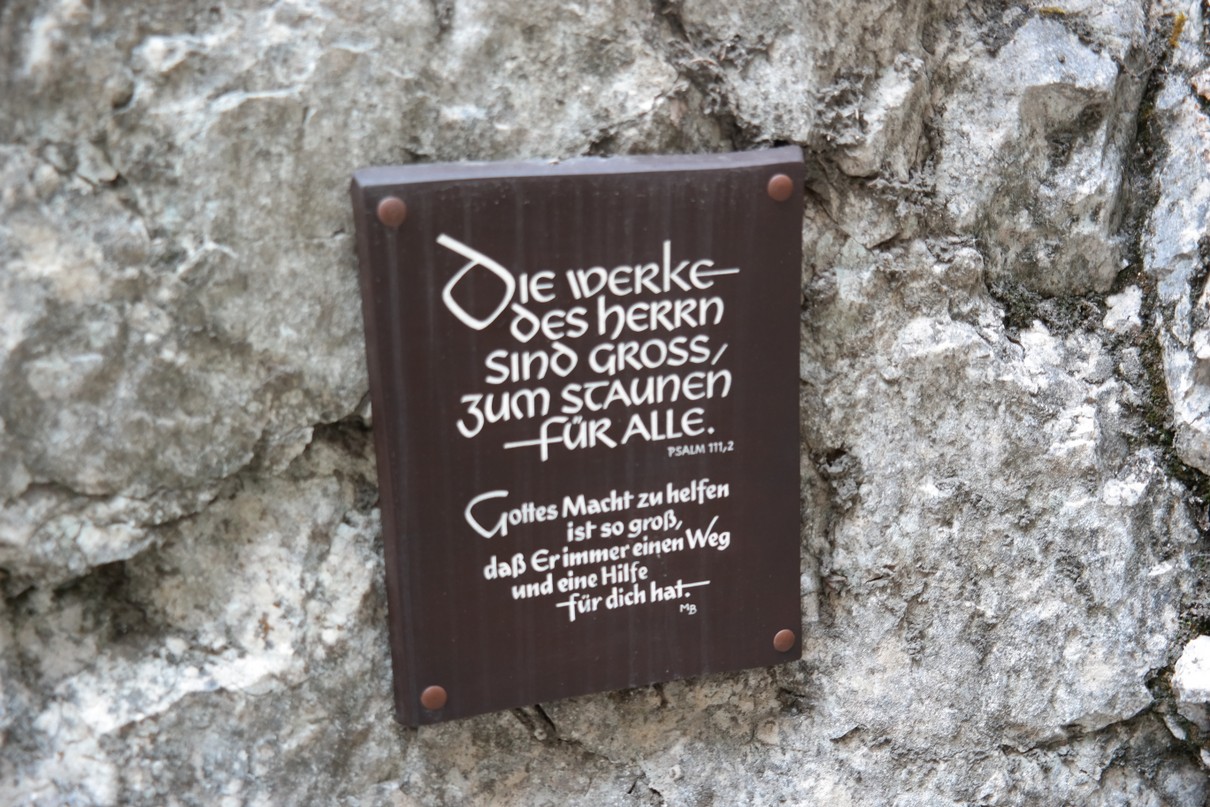 Die Werke
des Herrn
sind gross,
zum Staunen
für alle.
PSALM 111,2
Gottes Macht zu helfen
ist so groß,
daß Er immer einen Weg
und eine Hilfe
für dich hat.
MB